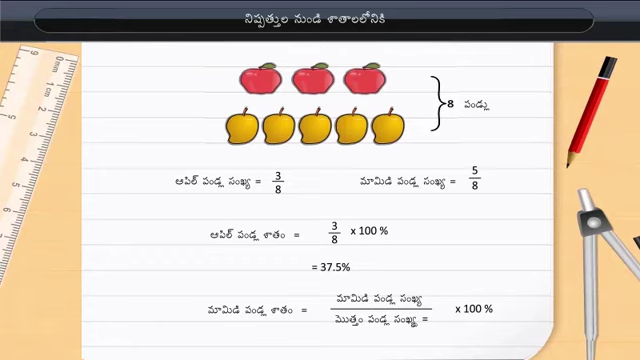 నిష్పత్తుల నుండి శాతాలలోనికి
8 పండ్లు
ఆపిల్ పండ్ల సంఖ్య = 3/8
మామిడి పండ్ల సంఖ్య = 5/8
ఆపిల్ పండ్ల శాతం = 3/8 x 100 %
= 37.5%
మామిడి పండ్ల శాతం = మామిడి పండ్ల సంఖ్య / మొత్తం పండ్ల సంఖ్య = x 100 %